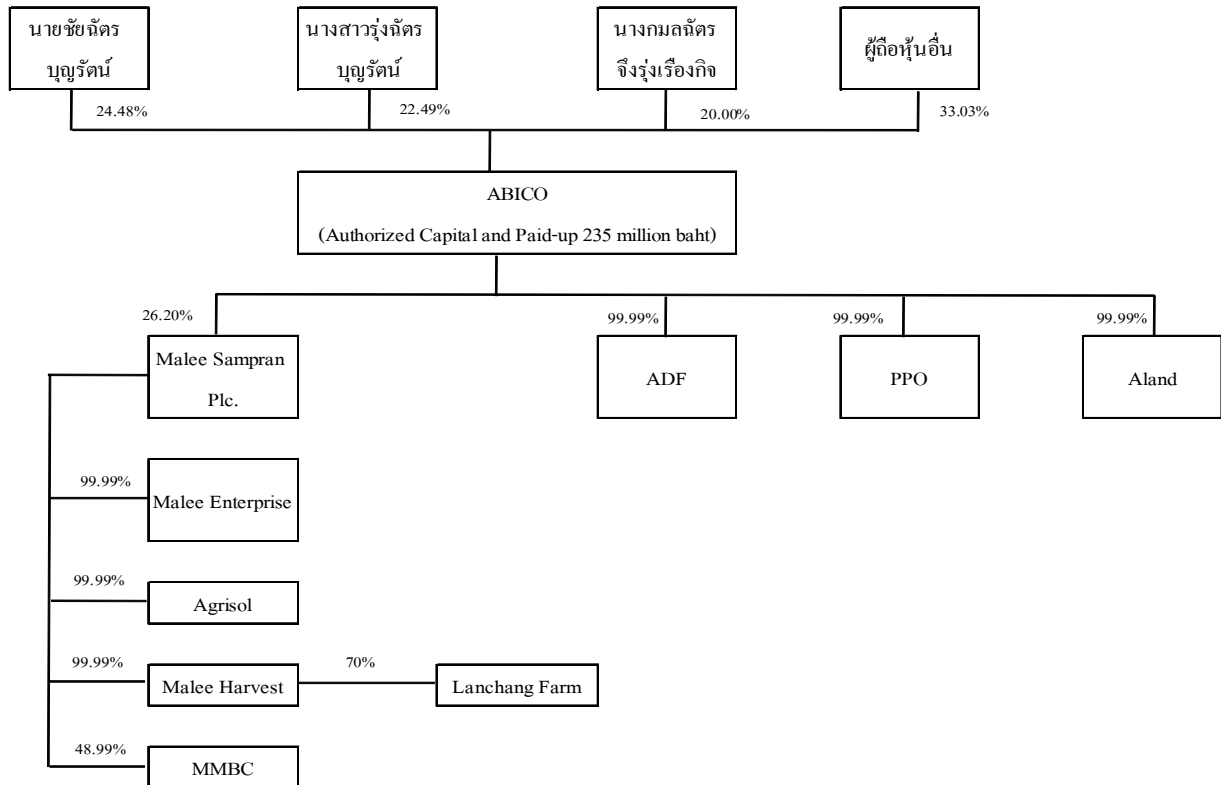 นายชัยฉัตร
บุญรัตน์
นางสาวรุ่งฉัตร
บุญรัตน์
นางกมลฉัตร
จึงรุ่งเรืองกิจ
ผู้ถือหุ้นอื่น
24.48%
22.49%
20.00%
33.03%
ABICO
(Authorized Capital and Paid-up 235 million baht)
26.20%
99.99%
99.99%
99.99%
Malee Sampran
Plc.
ADF
PPO
Aland
99.99%
Malee Enterprise
99.99%
Agrisol
99.99%
Malee Harvest
70%
Lanchang Farm
48.99%
MMBC